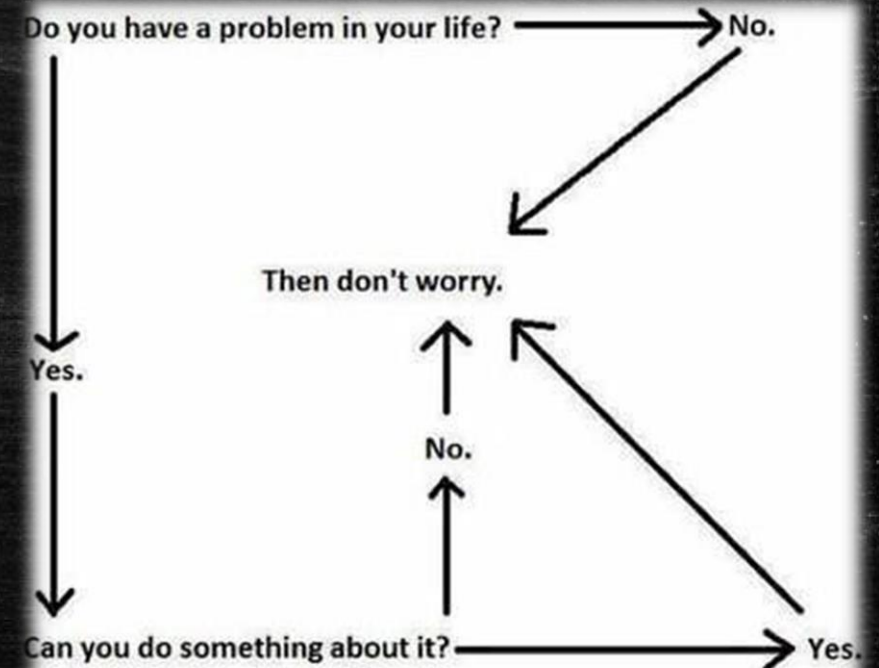 Do you have a problem in your life?
No.
Then don't worry.
Yes.
No.
Can you do something about it?
Yes.